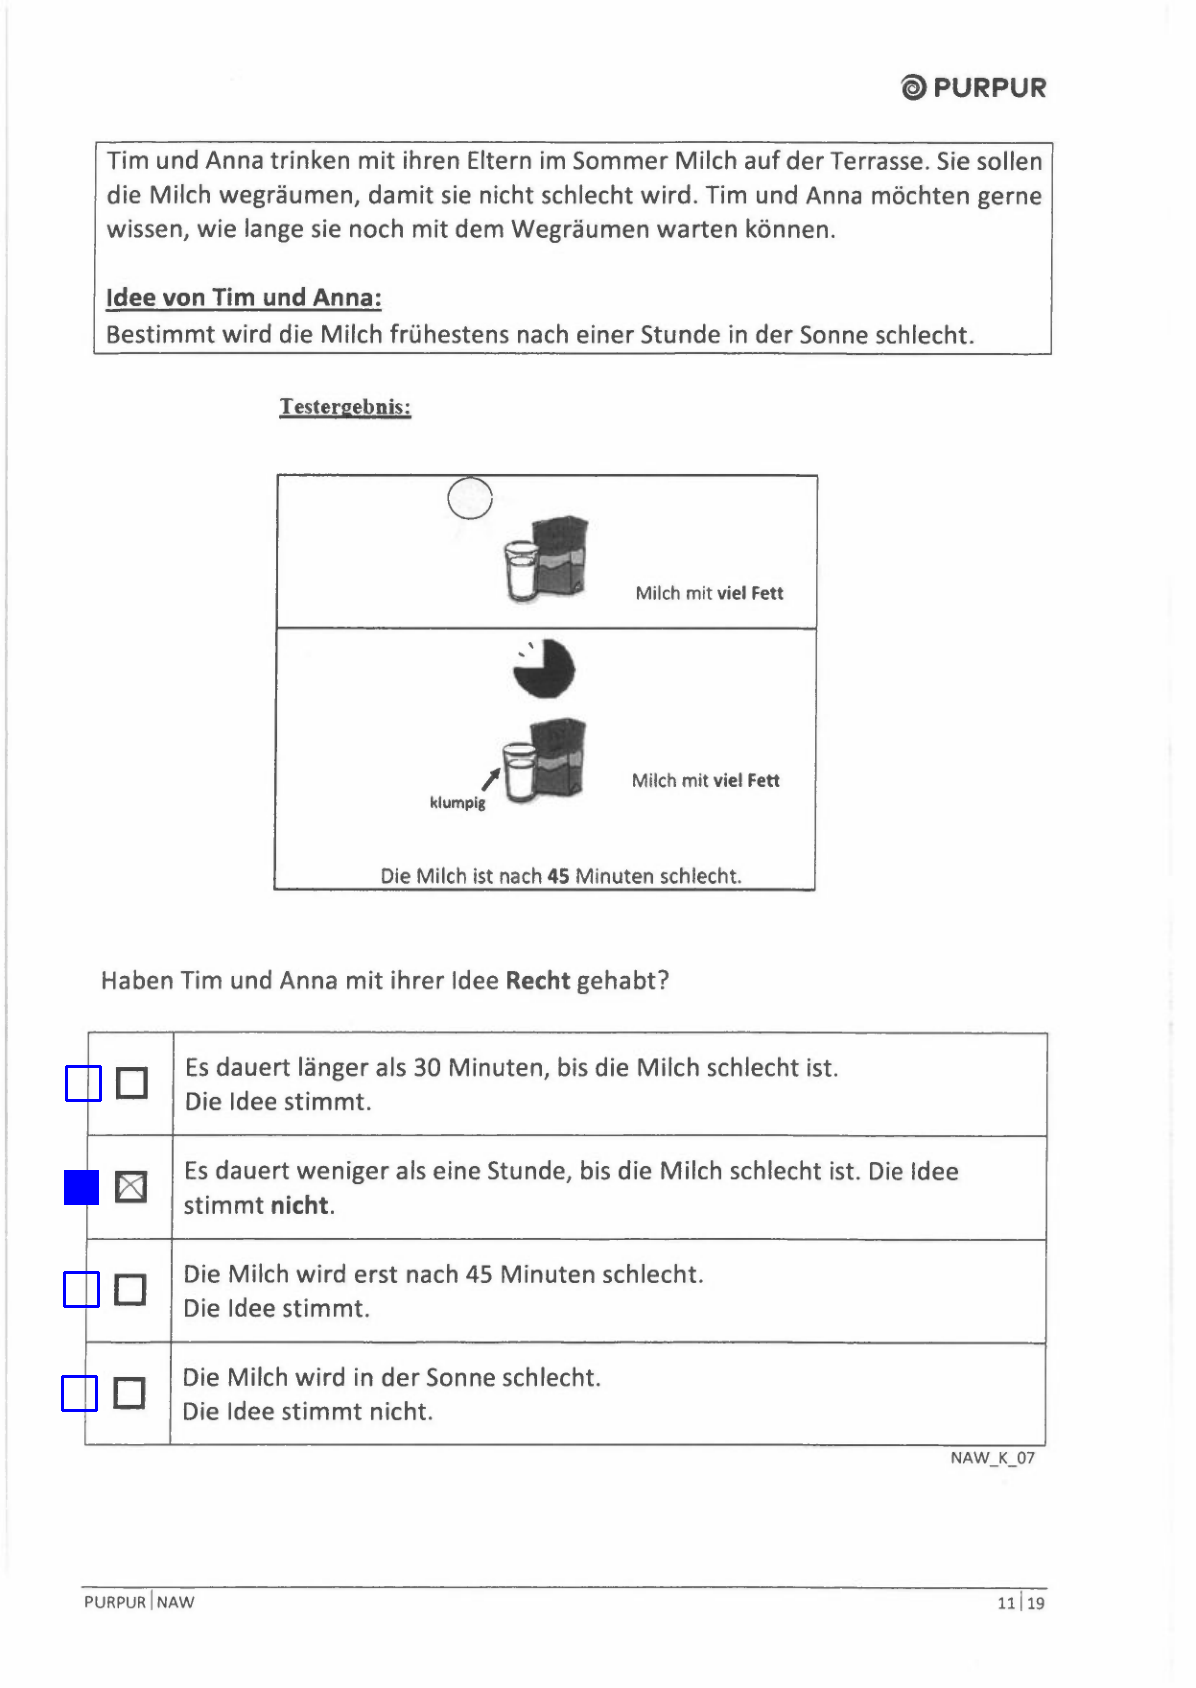 PURPUR
Tim und Anna trinken mit ihren Eltern im Sommer Milch auf der Terrasse. Sie sollen
die Milch wegräumen, damit sie nicht schlecht wird. Tim und Anna möchten gerne
wissen, wie lange sie noch mit dem Wegräumen warten können.
Idee von Tim und Anna:
Bestimmt wird die Milch frühestens nach einer Stunde in der Sonne schlecht.
Testergebnis:
Milch mit viel Fett
Milch mit viel Fett
klumpig
Die Milch ist nach 45 Minuten schlecht.
Haben Tim und Anna mit ihrer Idee Recht gehabt?
Es dauert länger als 30 Minuten, bis die Milch schlecht ist.
Die Idee stimmt.
Es dauert weniger als eine Stunde, bis die Milch schlecht ist. Die Idee
stimmt nicht.
Die Milch wird erst nach 45 Minuten schlecht.
Die Idee stimmt.
Die Milch wird in der Sonne schlecht.
Die Idee stimmt nicht.
NAW_K_07
PURPUR | NAW
11 | 19